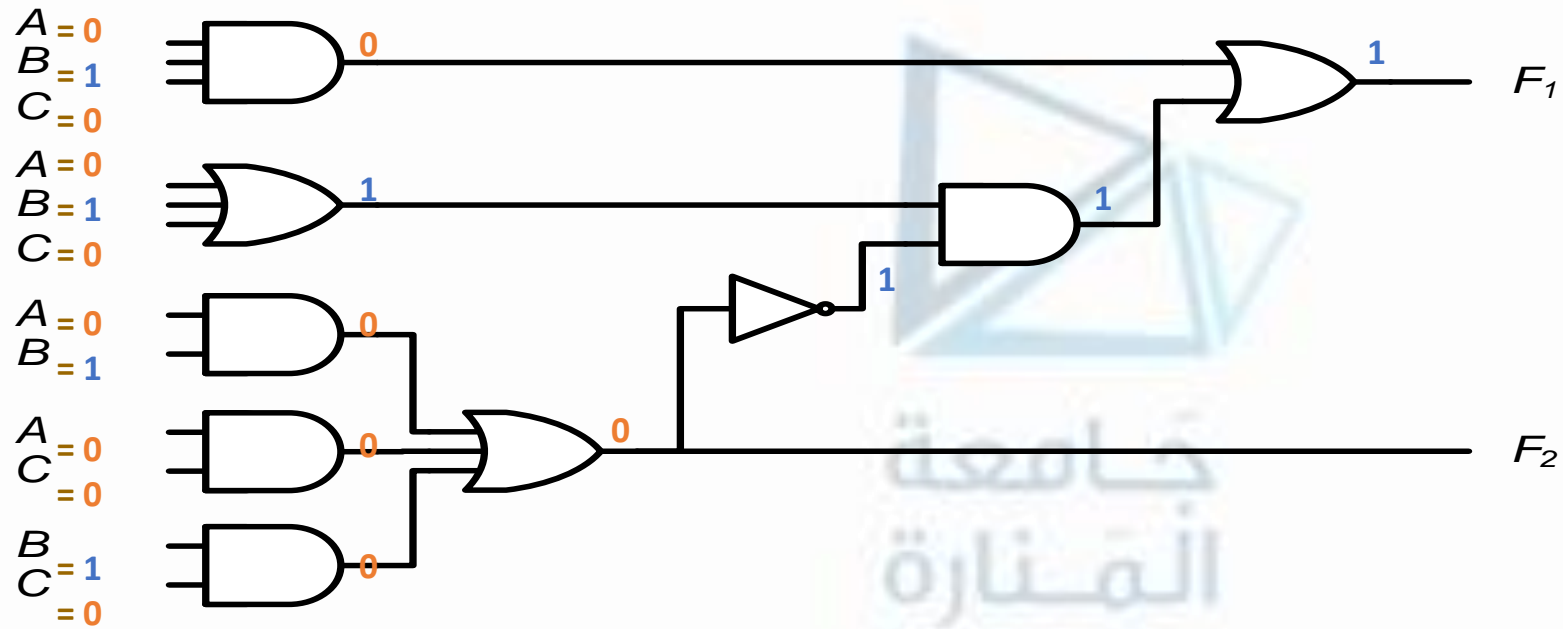 A = 0
B = 1
C = 0
0
1
F₁
A = 0
B = 1
C = 0
1
1
1
A = 0
B = 1
0
A = 0
C = 0
0
0
F₂
B = 1
C = 0
0
جامعة
المنارة